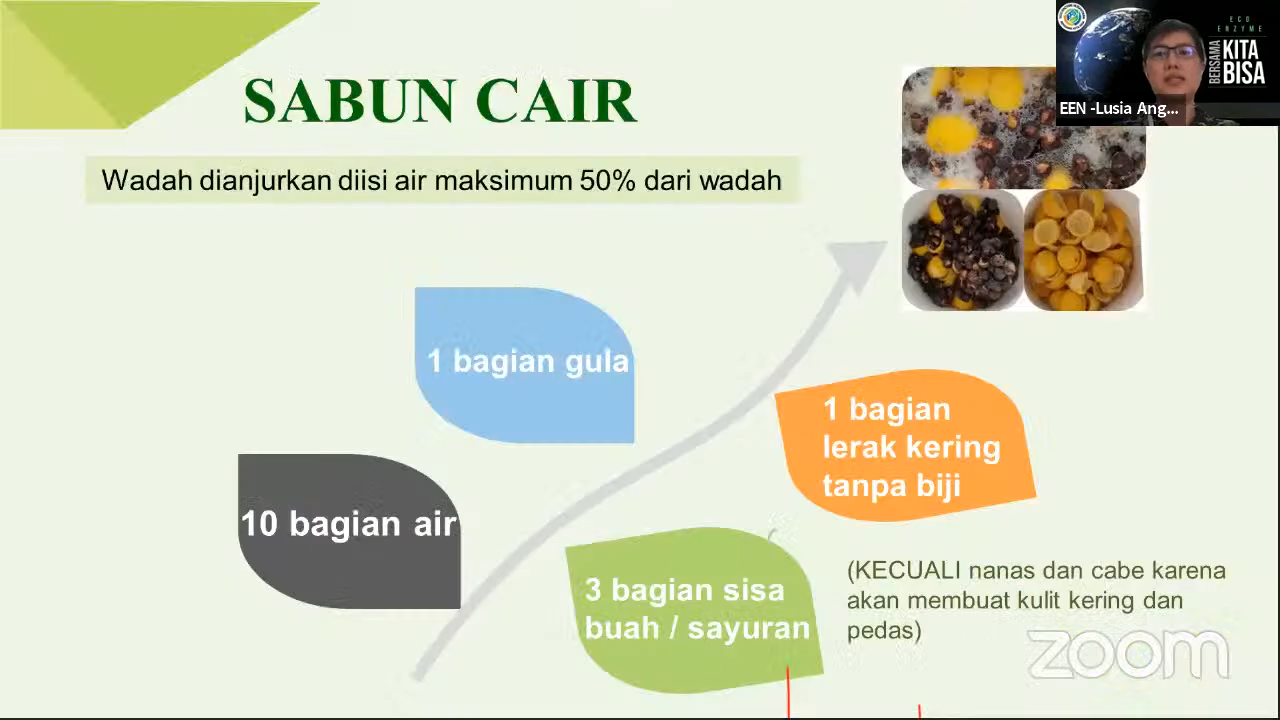 SABUN CAIR
Wadah dianjurkan diisi air maksimum 50% dari wadah
ECO
ENZYME
BERSAMA
KITA
BISA
EEN -Lusia Ang...
1 bagian gula
1 bagian
lerak kering
tanpa biji
10 bagian air
3 bagian sisa
buah / sayuran
(KECUALI nanas dan cabe karena
akan membuat kulit kering dan
pedas)
zoom